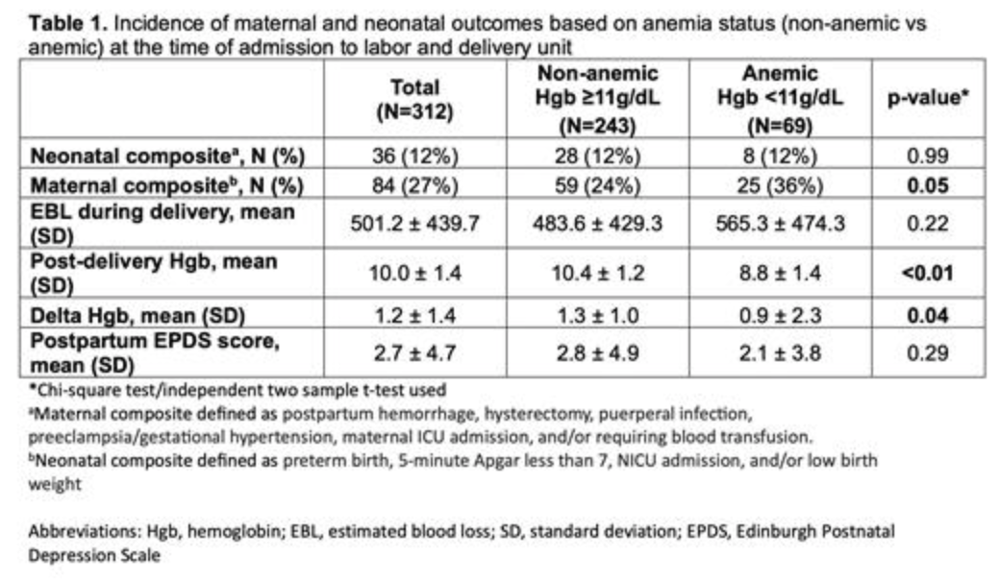 Table 1. Incidence of maternal and neonatal outcomes based on anemia status (non-anemic vs
anemic) at the time of admission to labor and delivery unit
Total (N=312) Non-anemic Hgb ≥11g/dL (N=243) Anemic Hgb <11g/dL (N=69) p-value*
Neonatal compositeᵃ, N (%) 36 (12%) 28 (12%) 8 (12%) 0.99
Maternal compositeᵇ, N (%) 84 (27%) 59 (24%) 25 (36%) 0.05
EBL during delivery, mean (SD) 501.2 ± 439.7 483.6 ± 429.3 565.3 ± 474.3 0.22
Post-delivery Hgb, mean (SD) 10.0 ± 1.4 10.4 ± 1.2 8.8 ± 1.4 <0.01
Delta Hgb, mean (SD) 1.2 ± 1.4 1.3 ± 1.0 0.9 ± 2.3 0.04
Postpartum EPDS score, mean (SD) 2.7 ± 4.7 2.8 ± 4.9 2.1 ± 3.8 0.29
*Chi-square test/independent two sample t-test used
ᵃMaternal composite defined as postpartum hemorrhage, hysterectomy, puerperal infection,
preeclampsia/gestational hypertension, maternal ICU admission, and/or requiring blood transfusion.
ᵇNeonatal composite defined as preterm birth, 5-minute Apgar less than 7, NICU admission, and/or low birth
weight
Abbreviations: Hgb, hemoglobin; EBL, estimated blood loss; SD, standard deviation; EPDS, Edinburgh Postnatal
Depression Scale